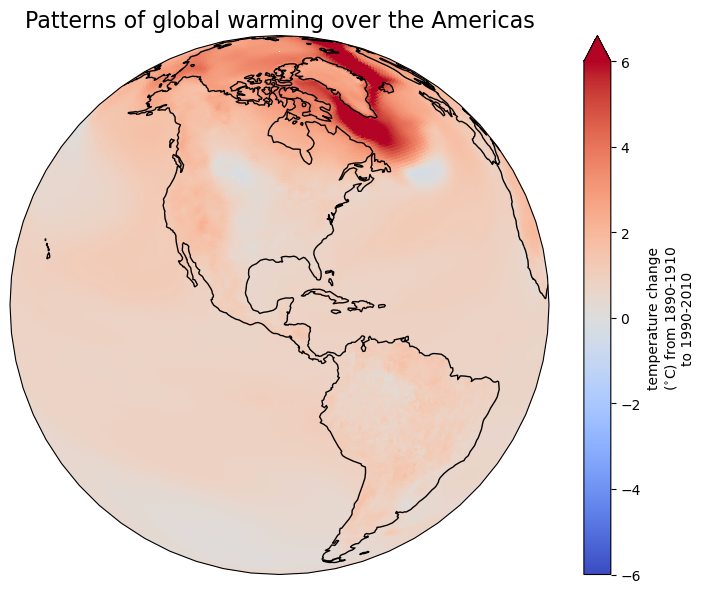 Patterns of global warming over the Americas
6
4
2
0
−2
−4
−6
temperature change
(°C) from 1890-1910
to 1990-2010